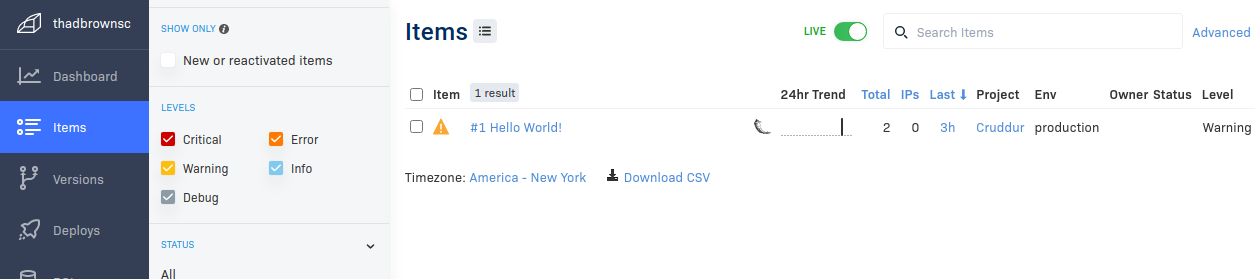 thadbrownsc
Dashboard
Items
Versions
Deploys
SHOW ONLY
New or reactivated items
LEVELS
Critical
Error
Warning
Info
Debug
STATUS
All
Items
LIVE
Search Items
Advanced
Item 1 result 24hr Trend Total IPs Last ↓ Project Env Owner Status Level
#1 Hello World! 2 0 3h Cruddur production Warning
Timezone: America - New York Download CSV